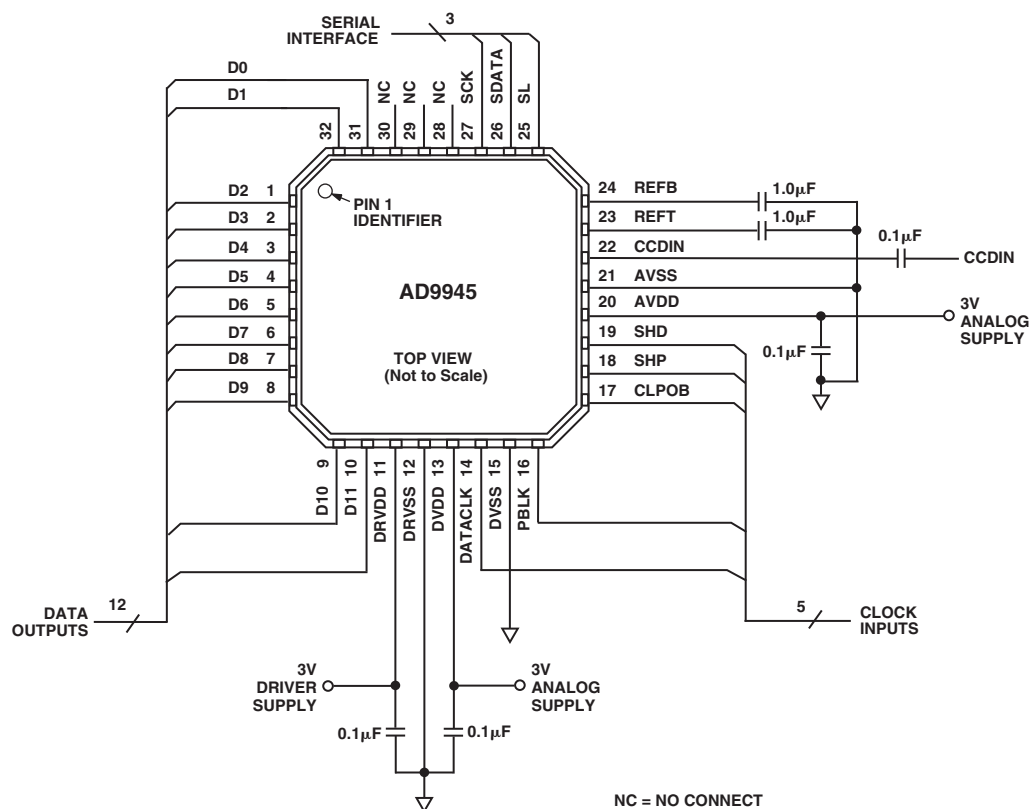 SERIAL
INTERFACE
3
D0
D1
32
31
30 NC
29 NC
28 NC
27 SCK
26 SDATA
25 SL
D2 1
D3 2
D4 3
D5 4
D6 5
D7 6
D8 7
D9 8
PIN 1
IDENTIFIER
AD9945
TOP VIEW
(Not to Scale)
24 REFB
23 REFT
22 CCDIN
21 AVSS
20 AVDD
19 SHD
18 SHP
17 CLPOB
1.0μF
1.0μF
0.1μF
CCDIN
3V
ANALOG
SUPPLY
0.1μF
D10 9
D11 10
DRVDD 11
DRVSS 12
DVDD 13
DATACLK 14
DVSS 15
PBLK 16
DATA
OUTPUTS
12
5
CLOCK
INPUTS
3V
DRIVER
SUPPLY
3V
ANALOG
SUPPLY
0.1μF
0.1μF
NC = NO CONNECT